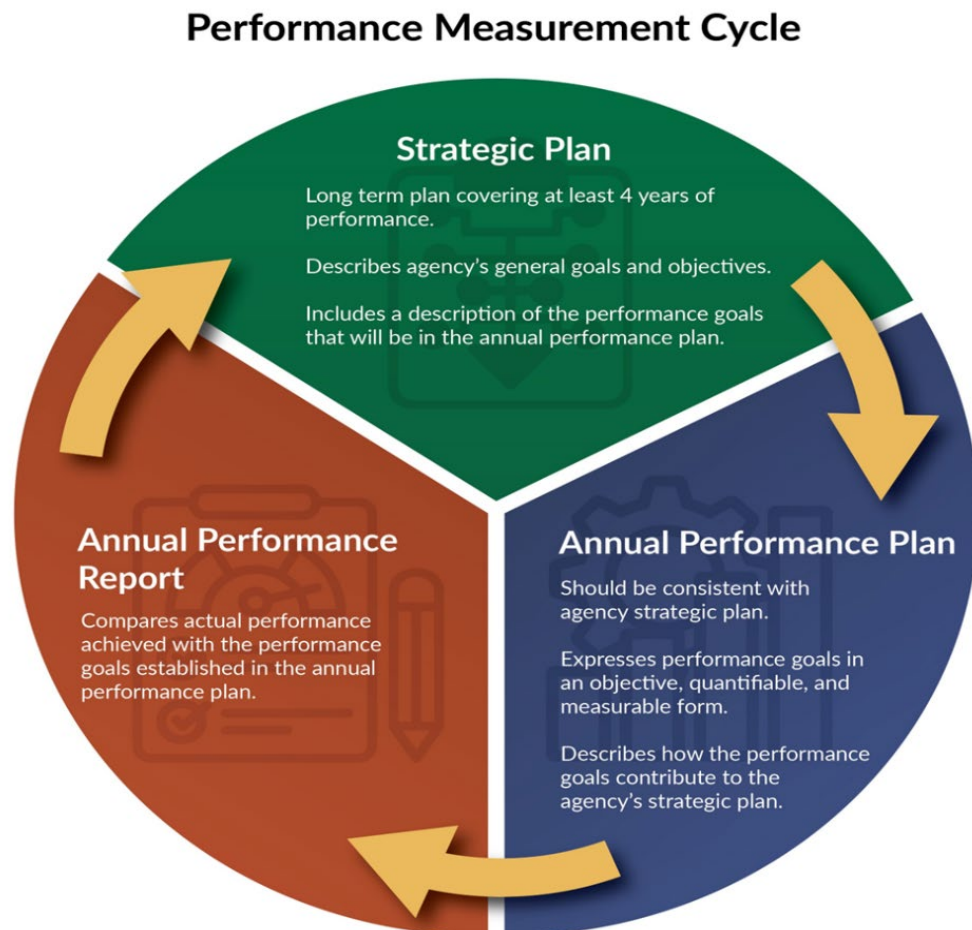 Performance Measurement Cycle
Strategic Plan
Long term plan covering at least 4 years of
performance.
Describes agency’s general goals and objectives.
Includes a description of the performance goals
that will be in the annual performance plan.
Annual Performance Plan
Should be consistent with
agency strategic plan.
Expresses performance goals in
an objective, quantifiable, and
measurable form.
Describes how the performance
goals contribute to the
agency’s strategic plan.
Annual Performance
Report
Compares actual performance
achieved with the performance
goals established in the annual
performance plan.